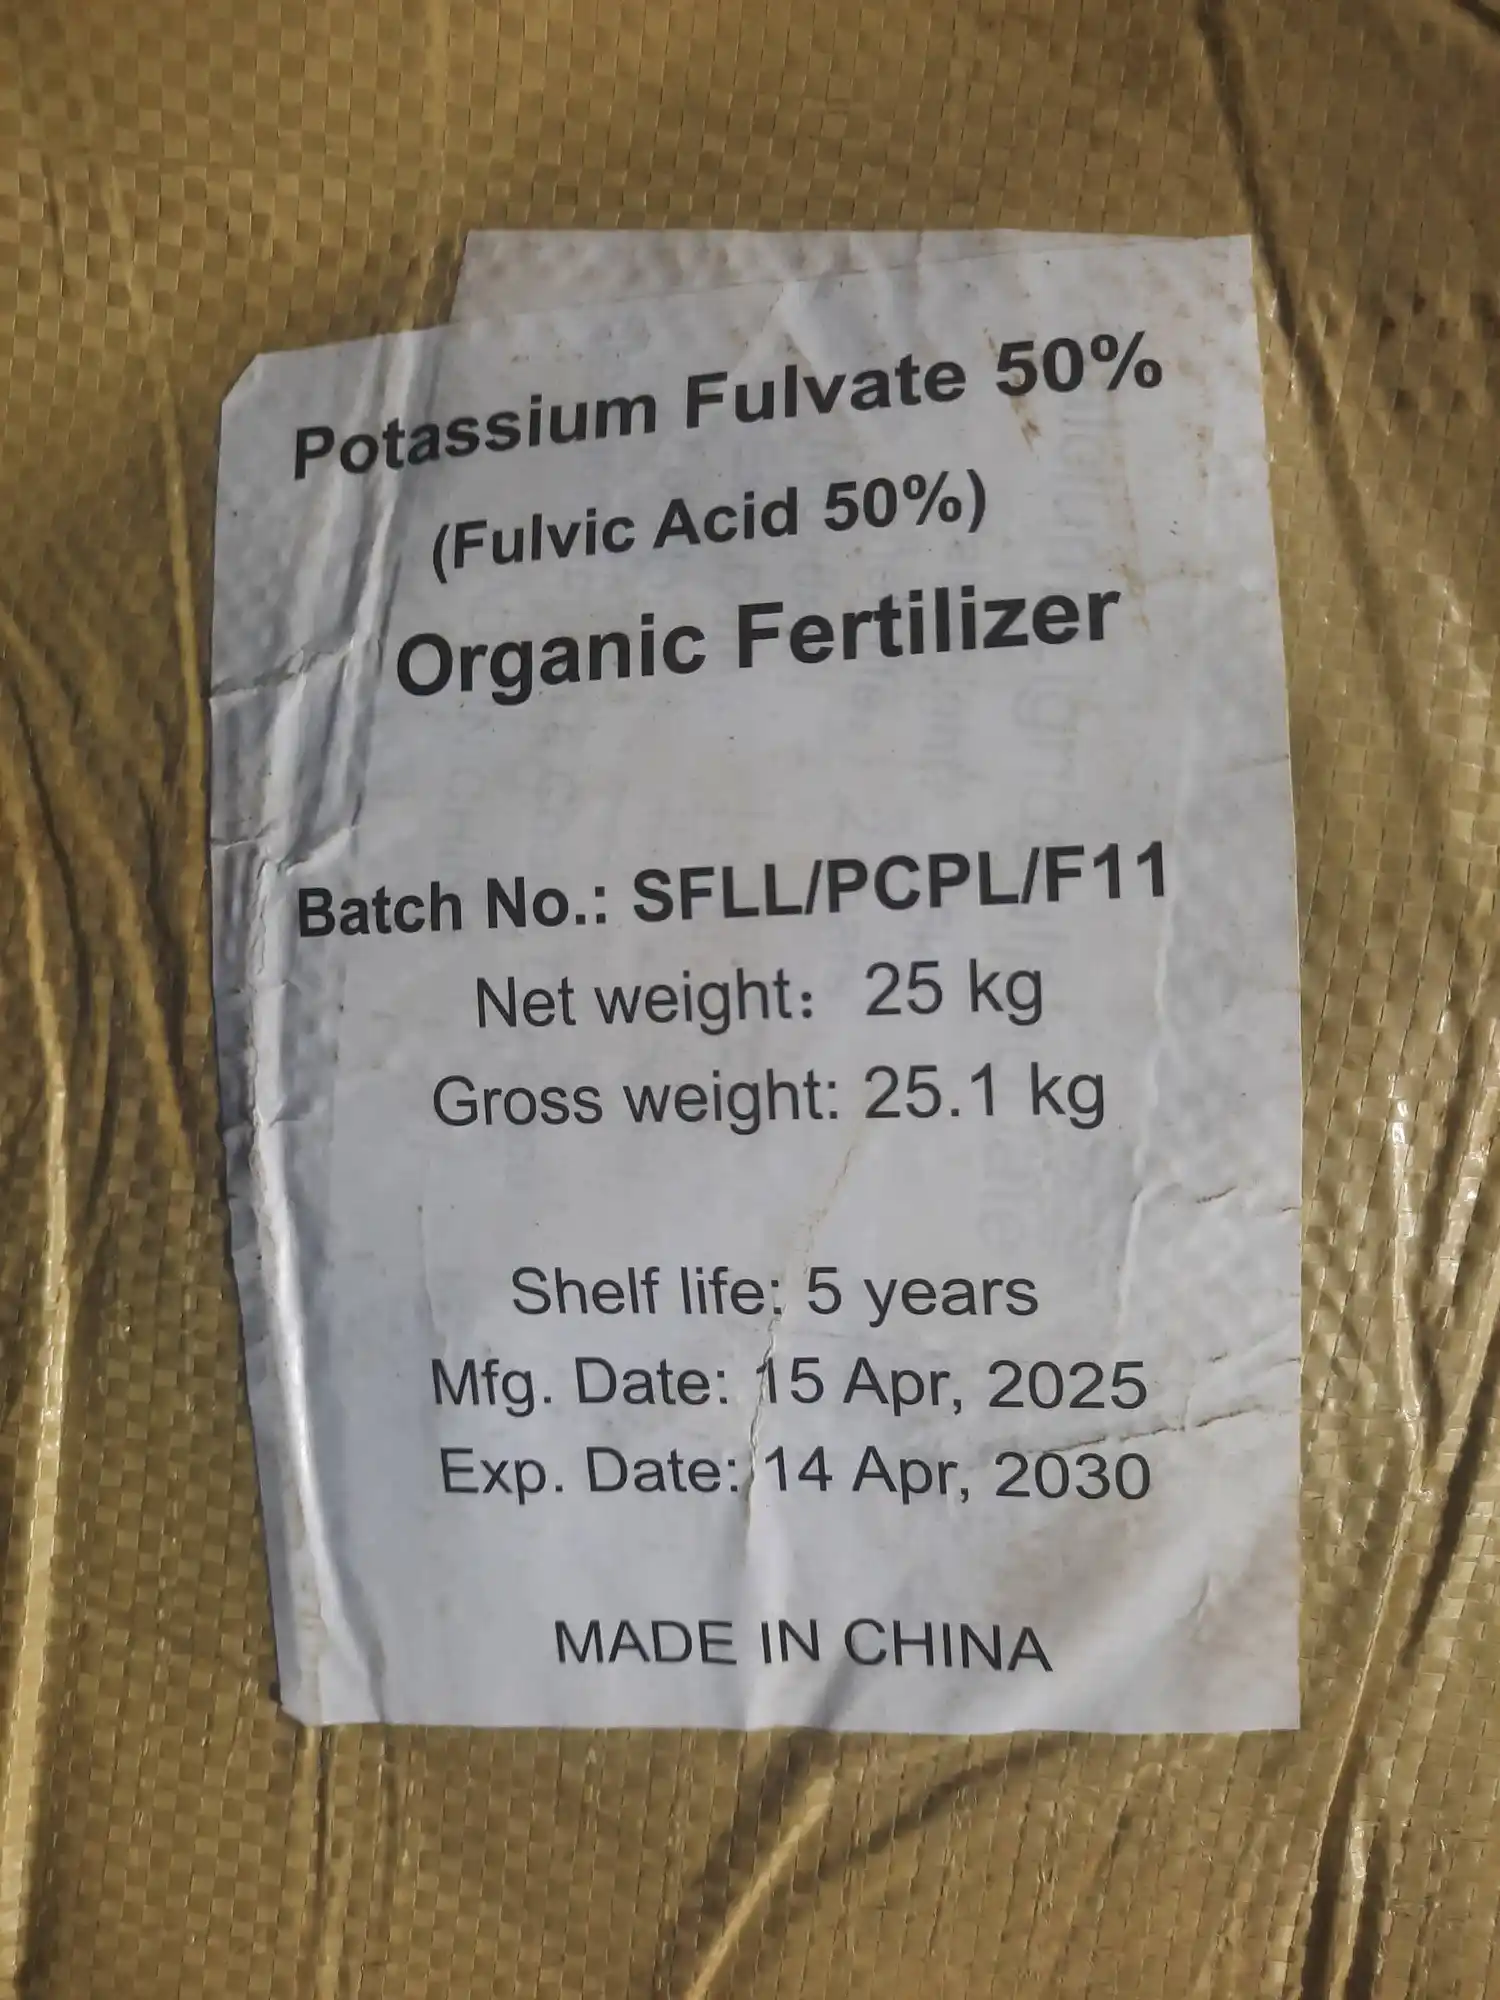 Potassium Fulvate 50%
(Fulvic Acid 50%)
Organic Fertilizer
Batch No.: SFLL/PCPL/F11
Net weight: 25 kg
Gross weight: 25.1 kg
Shelf life: 5 years
Mfg. Date: 15 Apr, 2025
Exp. Date: 14 Apr, 2030
MADE IN CHINA